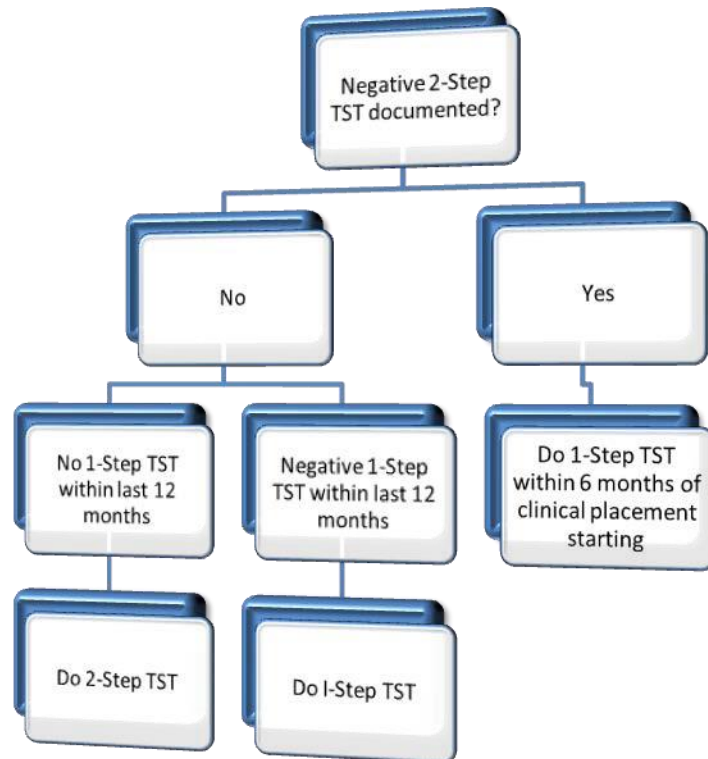 Negative 2-Step
TST documented?
No
Yes
No 1-Step TST
within last 12
months
Negative 1-Step
TST within last 12
months
Do 1-Step TST
within 6 months of
clinical placement
starting
Do 2-Step TST
Do I-Step TST